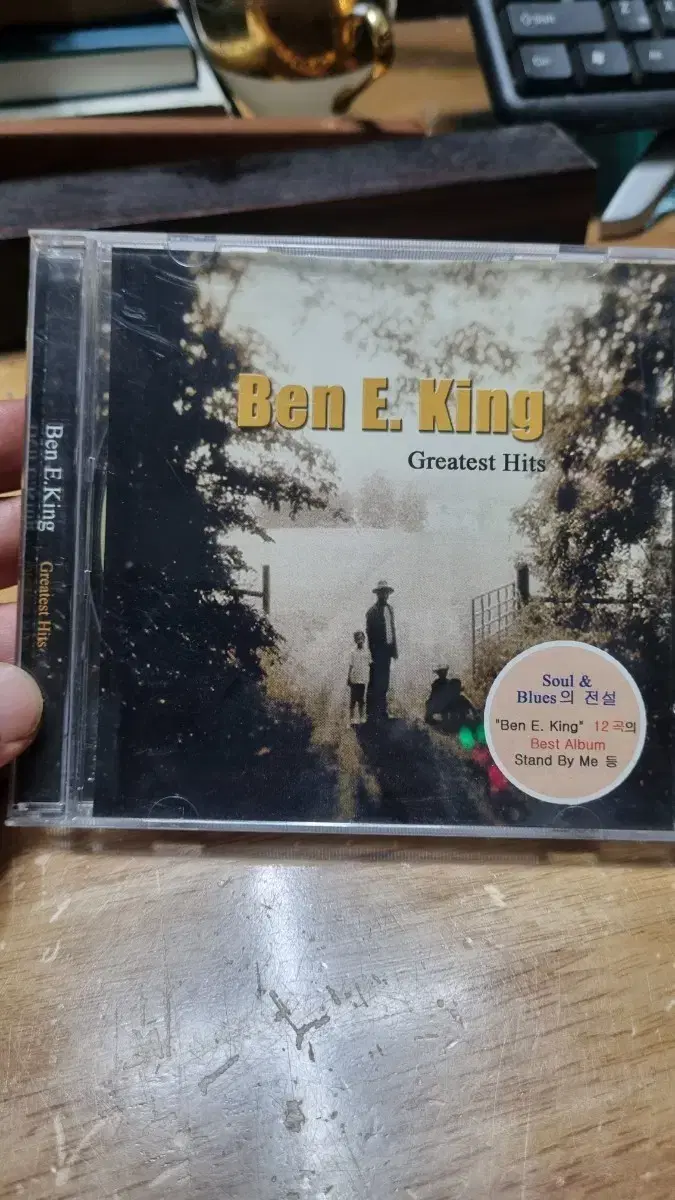 Ben E. King
Greatest Hits
Ben E.King Greatest Hits
Soul &
Blues의 전설
"Ben E. King" 12곡의
Best Album
Stand By Me 등